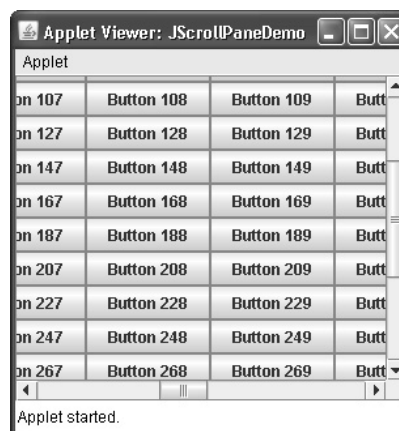 Applet Viewer: JScrollPaneDemo
Applet
on 107 Button 108 Button 109 Butt
on 127 Button 128 Button 129 Butt
on 147 Button 148 Button 149 Butt
on 167 Button 168 Button 169 Butt
on 187 Button 188 Button 189 Butt
on 207 Button 208 Button 209 Butt
on 227 Button 228 Button 229 Butt
on 247 Button 248 Button 249 Butt
on 267 Button 268 Button 269 Butt
Applet started.